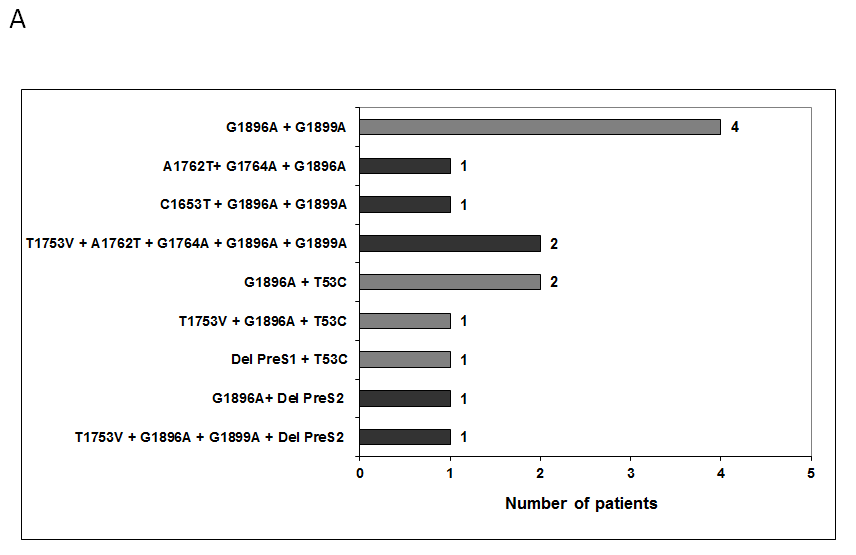 A
G1896A + G1899A 4
A1762T+ G1764A + G1896A 1
C1653T + G1896A + G1899A 1
T1753V + A1762T + G1764A + G1896A + G1899A 2
G1896A + T53C 2
T1753V + G1896A + T53C 1
Del PreS1 + T53C 1
G1896A+ Del PreS2 1
T1753V + G1896A + G1899A + Del PreS2 1
0 1 2 3 4 5
Number of patients